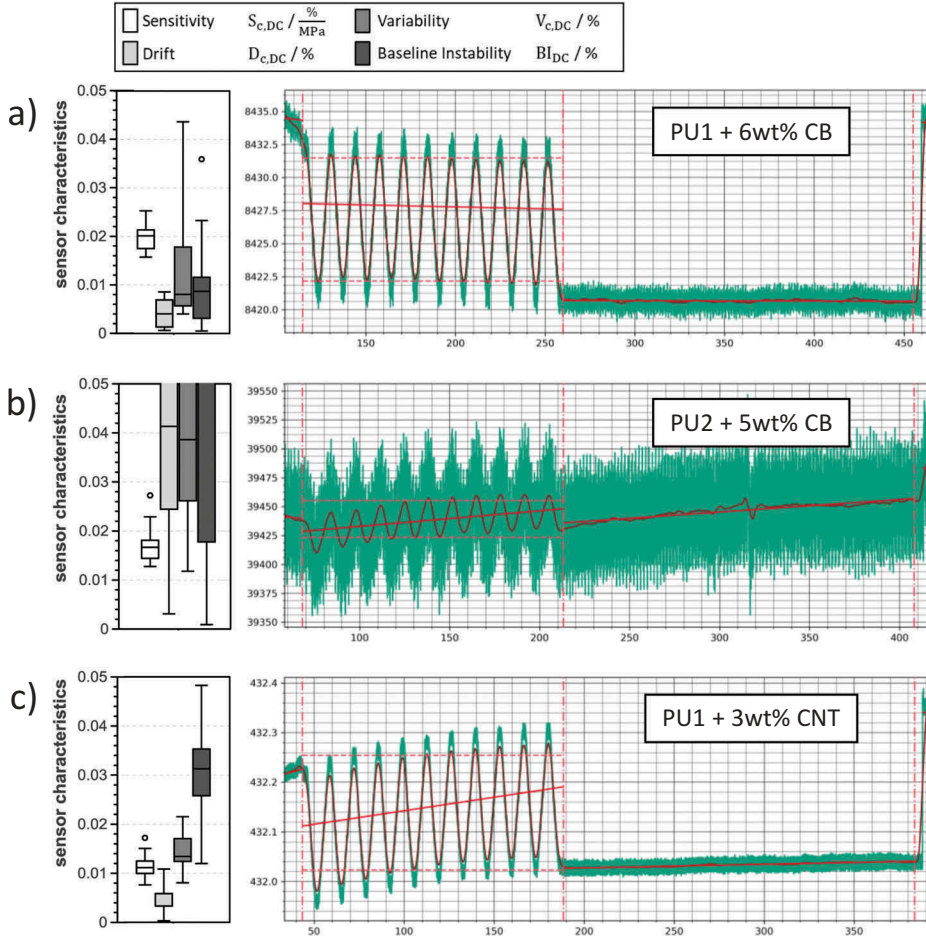 Sensitivity S_c,DC / %/MPa Variability V_c,DC / %
Drift D_c,DC / % Baseline Instability BI_DC / %
a)
sensor characteristics
0.05
0.04
0.03
0.02
0.01
0
8435.0
8432.5
8430.0
8427.5
8425.0
8422.5
8420.0
PU1 + 6wt% CB
150 200 250 300 350 400 450
b)
sensor characteristics
0.05
0.04
0.03
0.02
0.01
0
39550
39525
39500
39475
39450
39425
39400
39375
39350
PU2 + 5wt% CB
100 150 200 250 300 350 400
c)
sensor characteristics
0.05
0.04
0.03
0.02
0.01
0
432.4
432.3
432.2
432.1
432.0
PU1 + 3wt% CNT
50 100 150 200 250 300 350